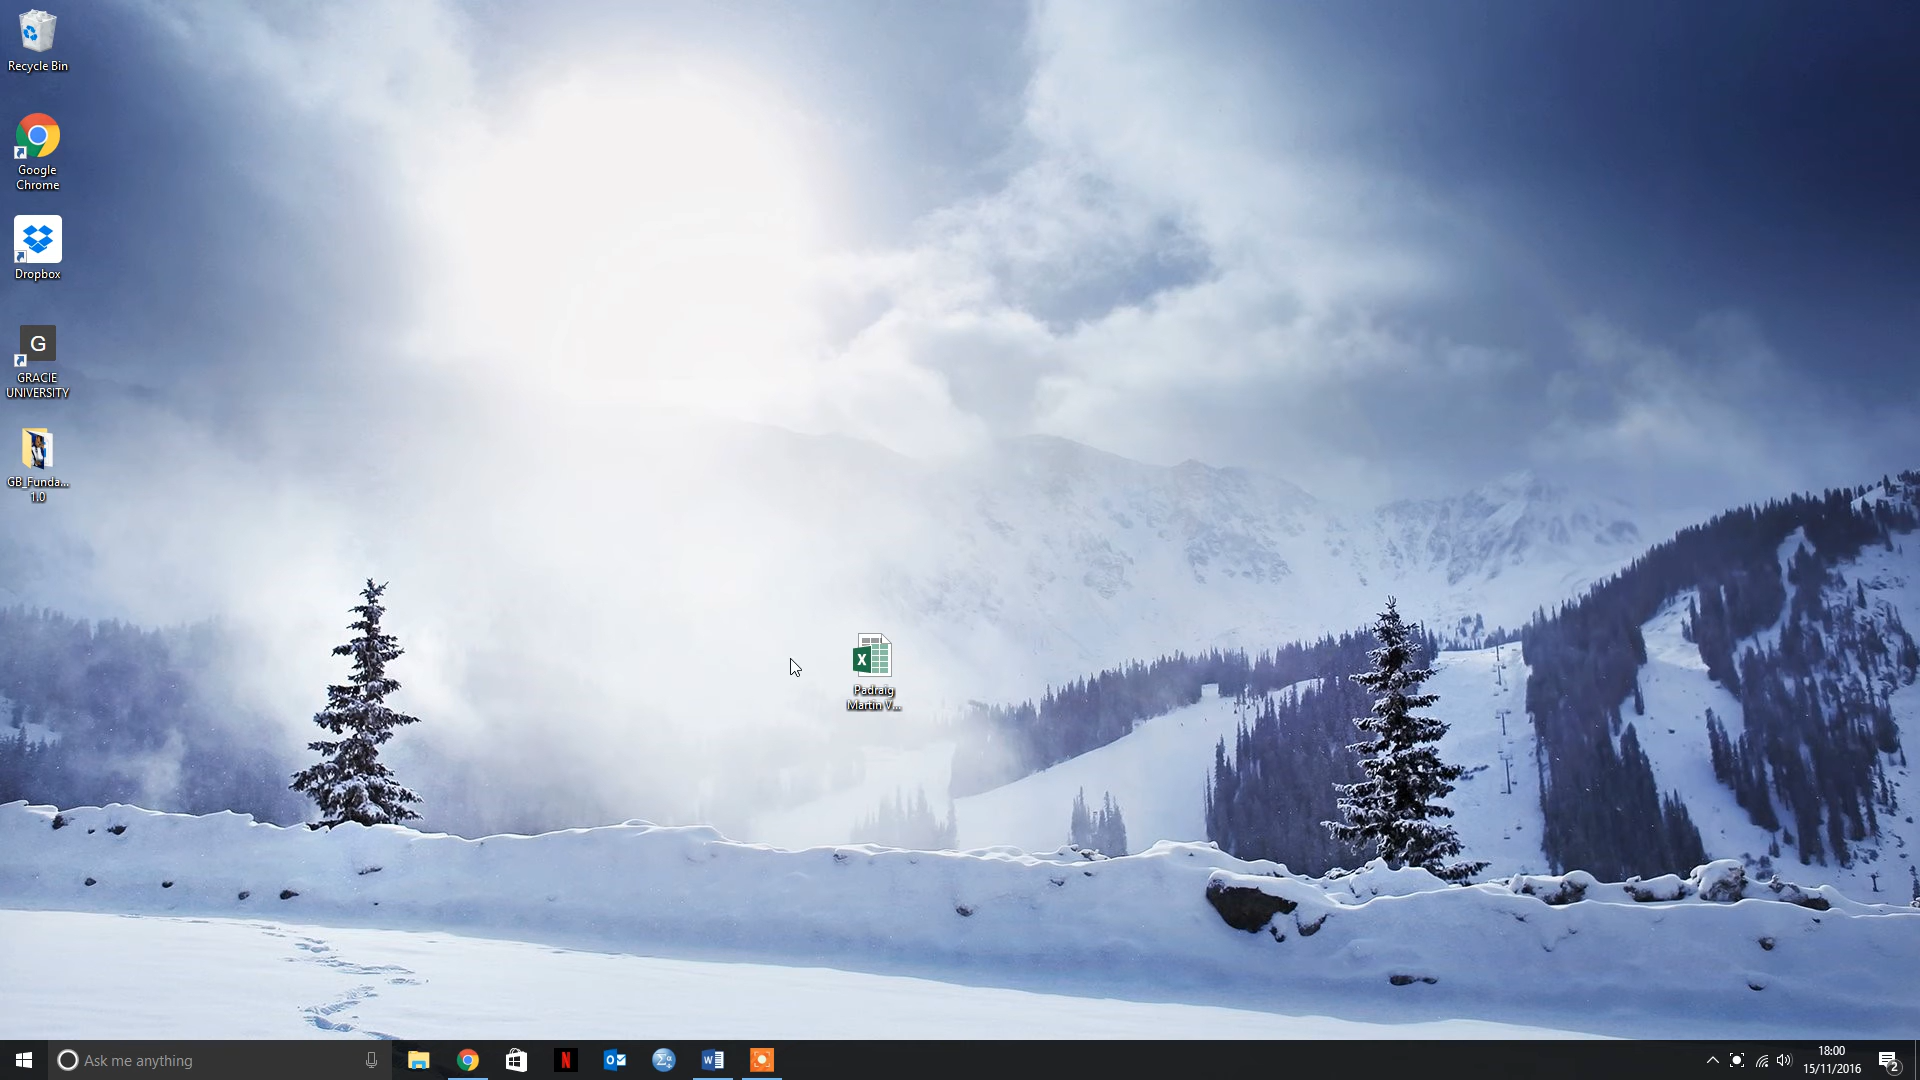 Recycle Bin
Google
Chrome
Dropbox
G
GRACIE
UNIVERSITY
GB_Funda...
1.0
X
Padraig
Martin V...
Ask me anything
N
O
W
18:00
15/11/2016
2